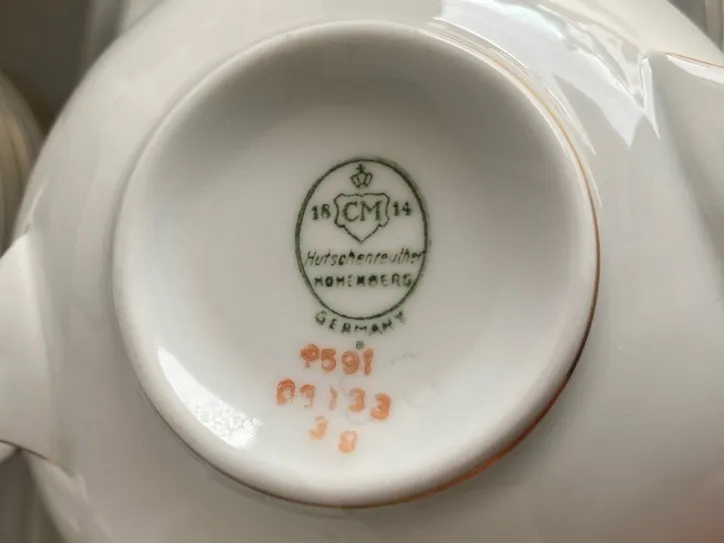 18 CM 14
Hutschenreuther
HOHENBERG
GERMANY
9591
38